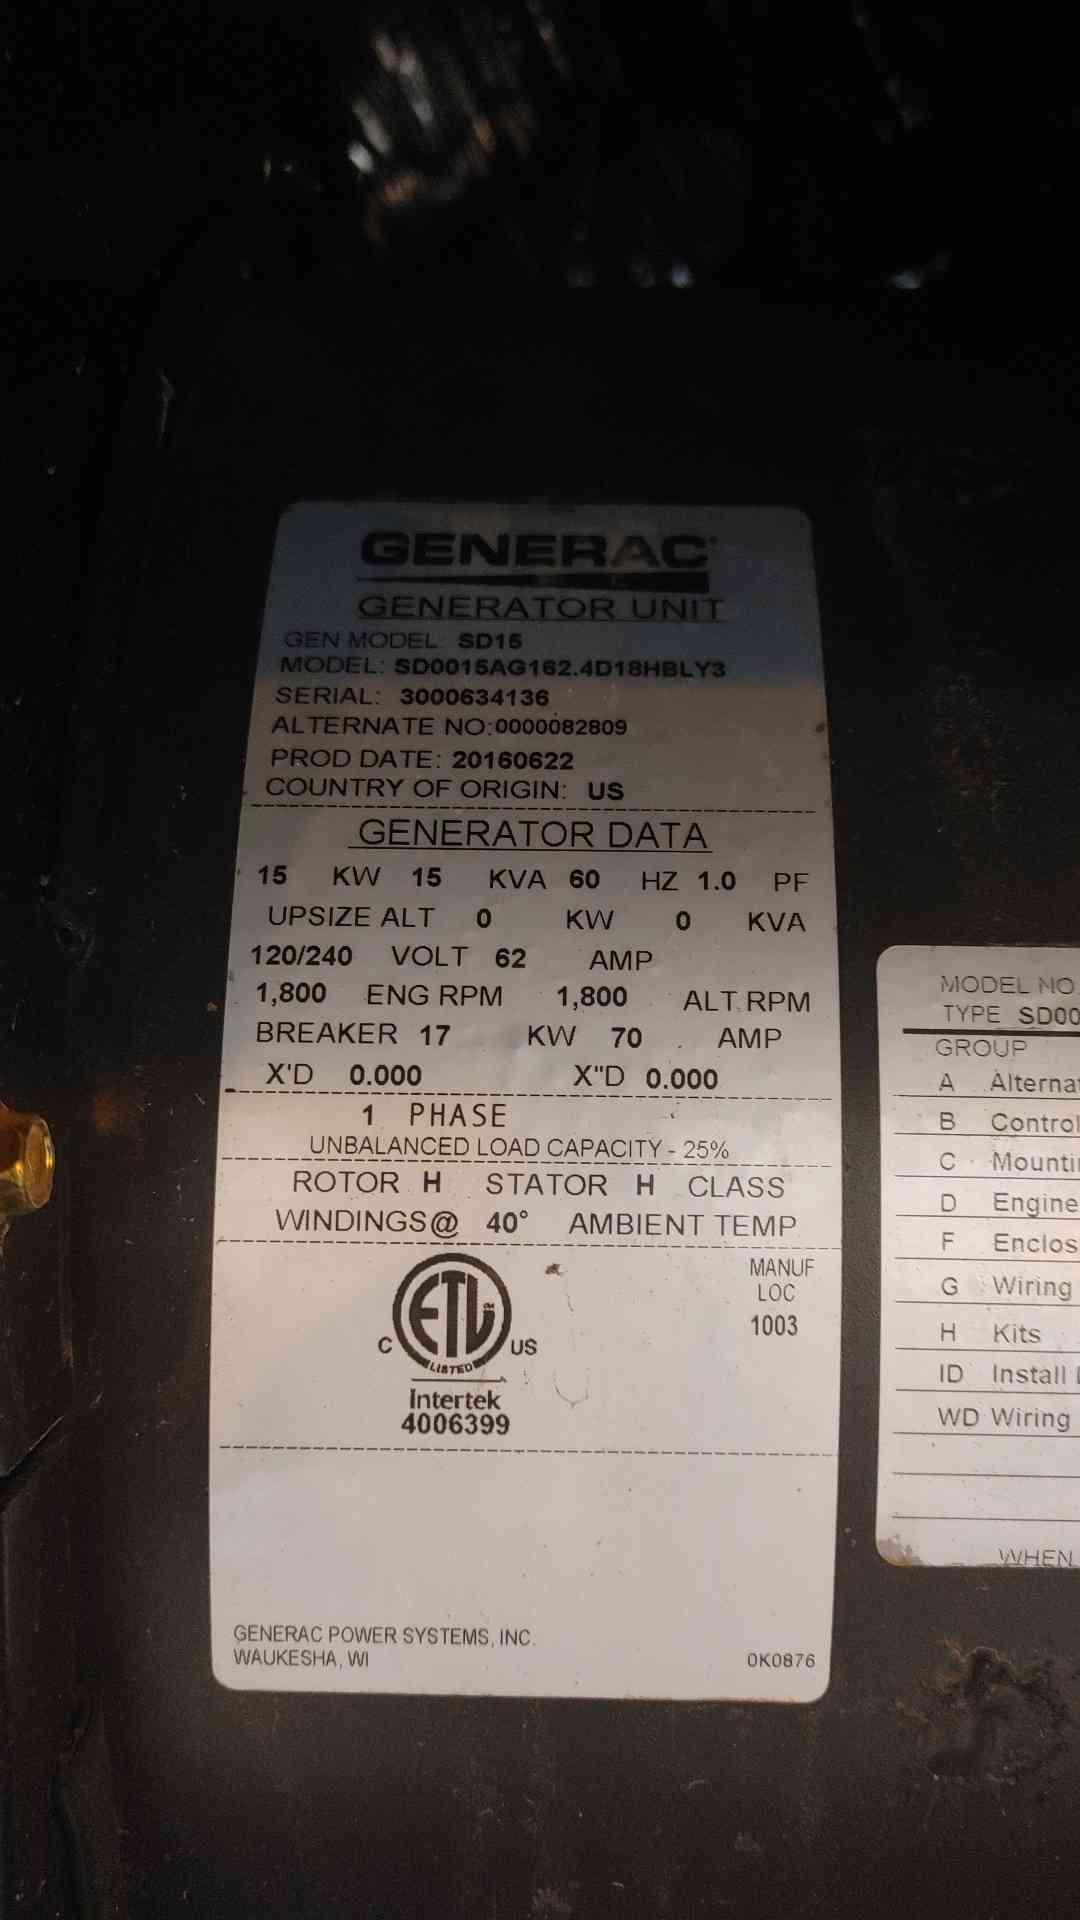 GENERAC
GENERATOR UNIT
GEN MODEL: SD15
MODEL: SD0015AG162.4D18HBLY3
SERIAL: 3000634136
ALTERNATE NO:0000082809
PROD DATE: 20160622
COUNTRY OF ORIGIN: US
GENERATOR DATA
15 KW 15 KVA 60 HZ 1.0 PF
UPSIZE ALT 0 KW 0 KVA
120/240 VOLT 62 AMP
1,800 ENG RPM 1,800 ALT.RPM
BREAKER 17 KW 70 AMP
X'D 0.000 X"D 0.000
1 PHASE
UNBALANCED LOAD CAPACITY - 25%
ROTOR H STATOR H CLASS
WINDINGS@ 40° AMBIENT TEMP
C ETL CM US
LISTED
Intertek
4006399
MANUF
LOC
1003
GENERAC POWER SYSTEMS, INC.
WAUKESHA, WI
0K0876
MODEL NO
TYPE SD00
GROUP
A Alterna
B Control
C Mounti
D Engine
F Enclos
G Wiring
H Kits
ID Install
WD Wiring
WHEN